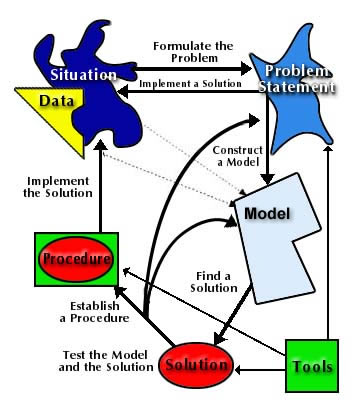 Formulate the
Problem
Situation
Problem
Statement
Implement a Solution
Data
Construct
a Model
Implement
the Solution
Model
Procedure
Find a
Solution
Establish
a Procedure
Test the Model
and the Solution
Solution
Tools